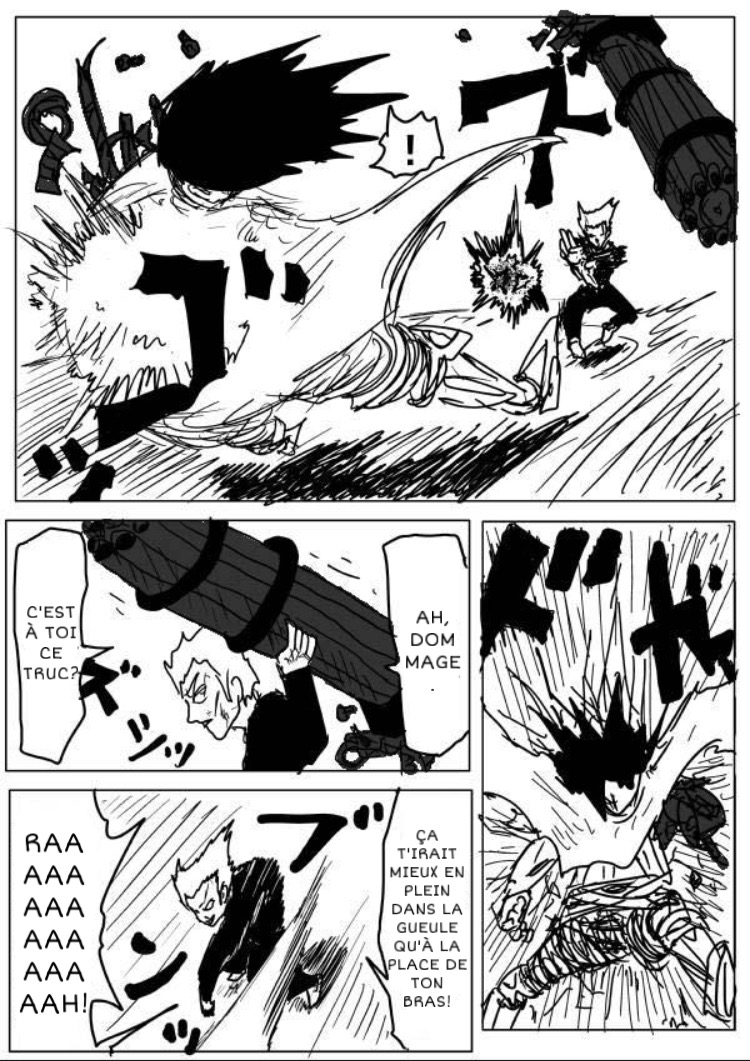 !
AH,
DOM
MAGE
.
C'EST
À TOI
CE
TRUC?
ÇA
T'IRAIT
MIEUX EN
PLEIN
DANS LA
GUEULE
QU'À LA
PLACE DE
TON
BRAS!
RAA
AAA
AAA
AAA
AAA
AAH!